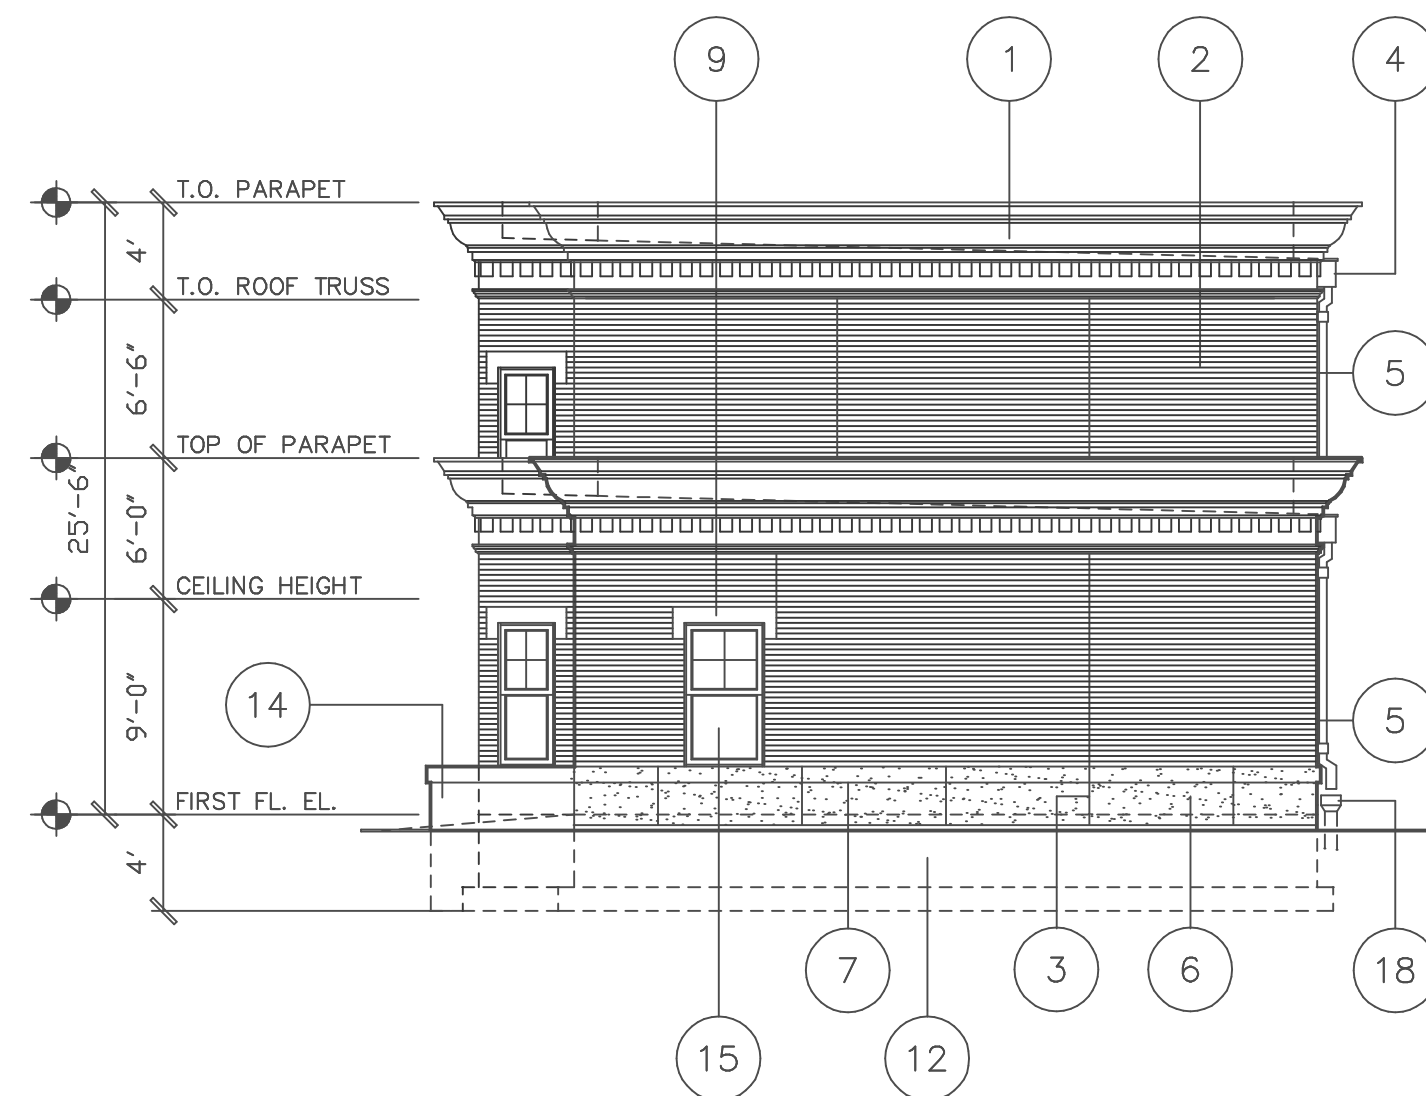 9 1 2 4
T.O. PARAPET
4'
T.O. ROOF TRUSS
6'-6"
5
TOP OF PARAPET
25'-6"
6'-0"
CEILING HEIGHT
9'-0"
14
5
FIRST FL. EL.
4'
7 3 6 18
15 12